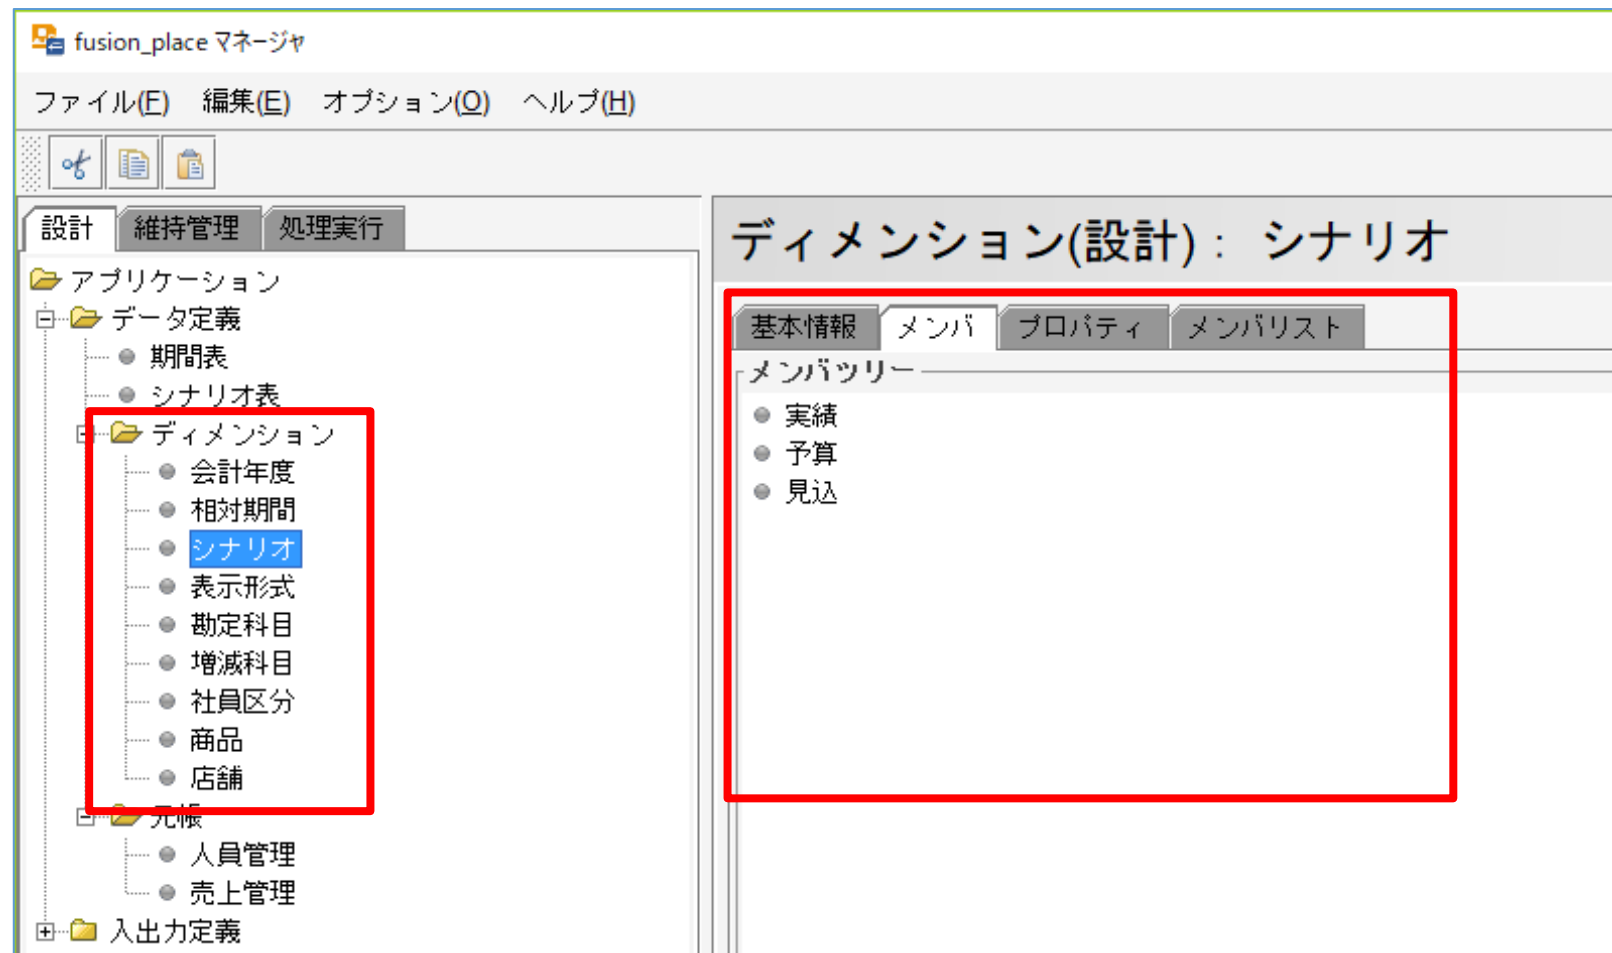 fusion_place マネージャ
ファイル(F) 編集(E) オプション(O) ヘルプ(H)
設計 維持管理 処理実行
アプリケーション
データ定義
期間表
シナリオ表
ディメンション
会計年度
相対期間
シナリオ
表示形式
勘定科目
増減科目
社員区分
商品
店舗
元帳
人員管理
売上管理
入出力定義
ディメンション(設計) : シナリオ
基本情報 メンバ プロパティ メンバリスト
メンバツリー
実績
予算
見込